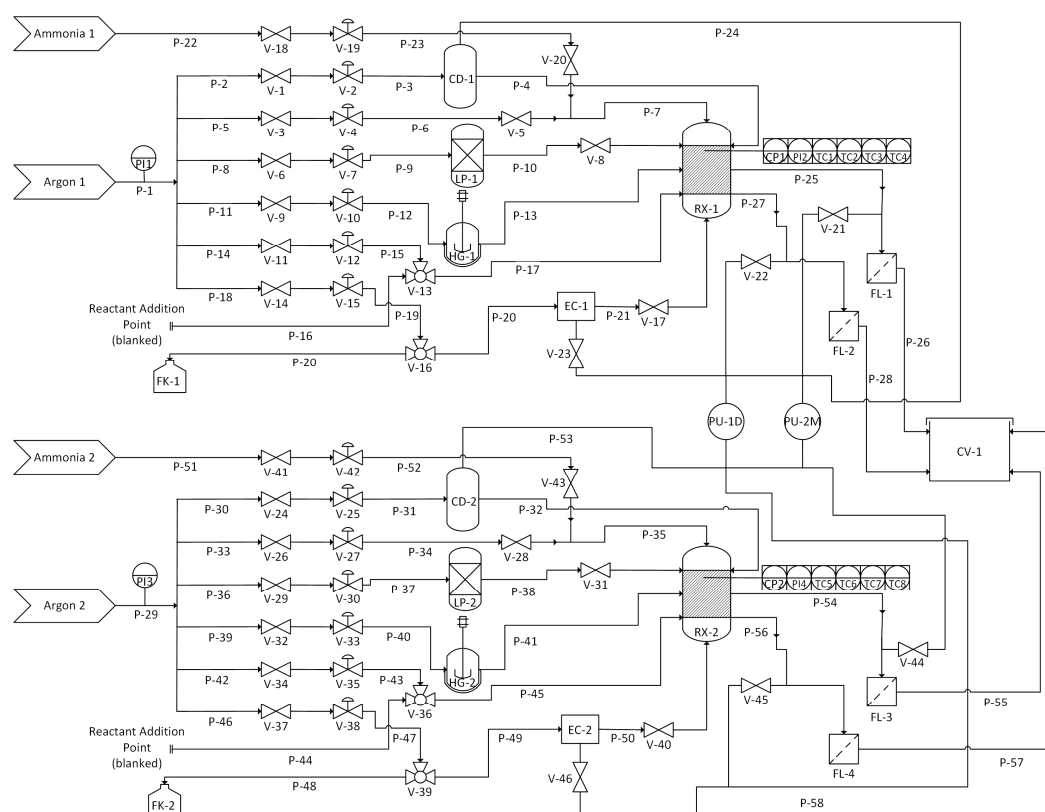 Ammonia 1
P-22
V-18
V-19
P-23
V-20
P-24
P-2
V-1
V-2
P-3
CD-1
P-4
P-5
V-3
V-4
P-6
V-5
P-7
PI1
Argon 1
P-1
P-8
V-6
V-7
P-9
LP-1
P-10
V-8
RX-1
CP1 PI2 TC1 TC2 TC3 TC4
P-25
P-11
V-9
V-10
P-12
HG-1
P-13
P-27
V-21
P-14
V-11
V-12
P-15
V-13
P-17
V-22
FL-1
P-18
V-14
V-15
P-19
Reactant Addition
Point
(blanked)
P-16
P-20
EC-1
P-21
V-17
FL-2
P-26
FK-1
P-20
V-16
V-23
P-28
PU-1D
PU-2M
CV-1
Ammonia 2
P-51
V-41
V-42
P-52
V-43
P-53
P-30
V-24
V-25
P-31
CD-2
P-32
P-33
V-26
V-27
P-34
V-28
P-35
PI3
Argon 2
P-29
P-36
V-29
V-30
P-37
LP-2
P-38
V-31
RX-2
CP2 PI4 TC5 TC6 TC7 TC8
P-54
P-39
V-32
V-33
P-40
HG-2
P-41
P-56
V-44
P-42
V-34
V-35
P-43
V-36
P-45
V-45
FL-3
P-55
P-46
V-37
V-38
P-47
Reactant Addition
Point
(blanked)
P-44
P-49
EC-2
P-50
V-40
FL-4
P-57
FK-2
P-48
V-39
V-46
P-58